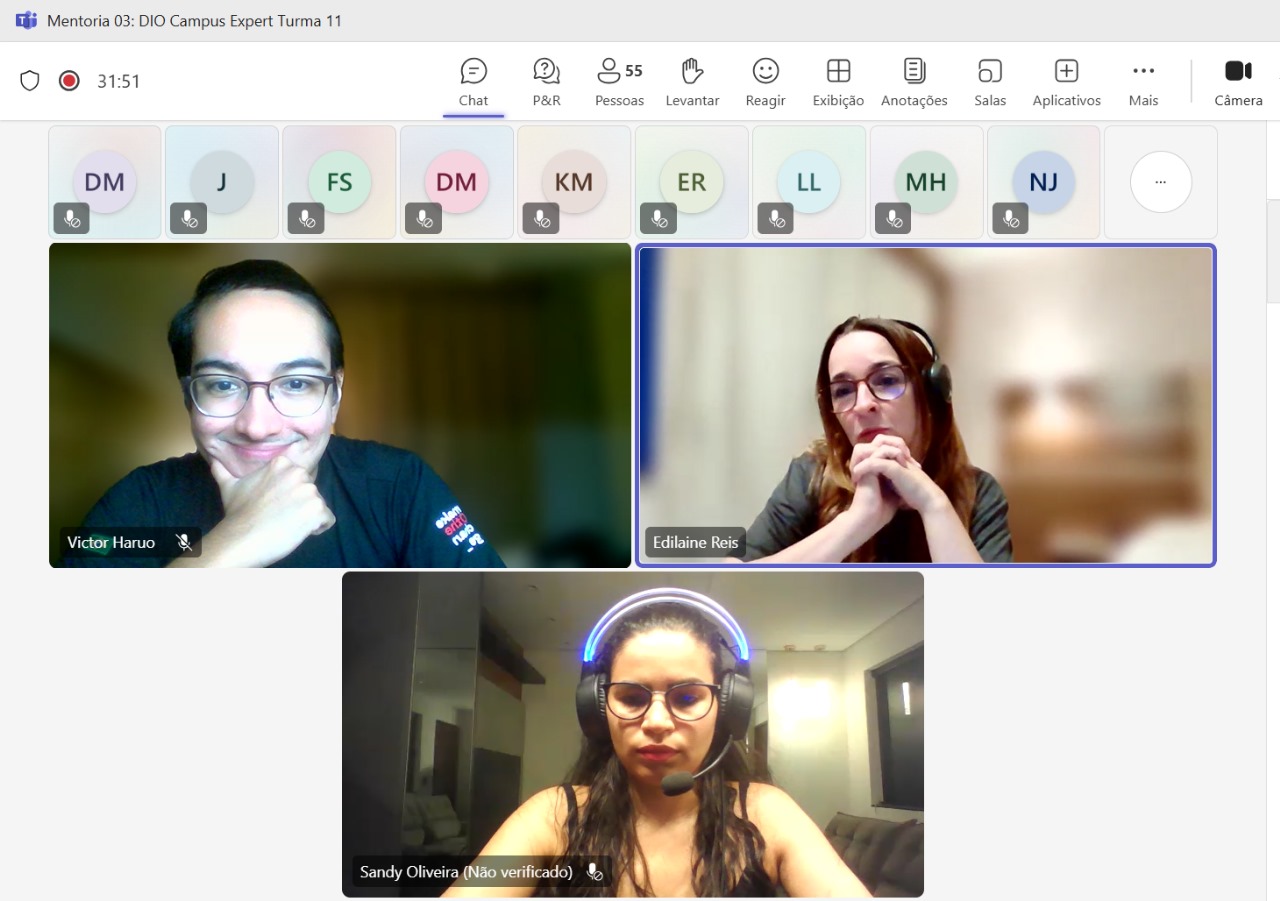 Mentoria 03: DIO Campus Expert Turma 11
31:51
55
Chat
P&R
Pessoas
Levantar
Reagir
Exibição
Anotações
Salas
Aplicativos
Mais
Câmera
DM
J
FS
DM
KM
ER
LL
MH
NJ
...
Victor Haruo
Edilaine Reis
Sandy Oliveira (Não verificado)